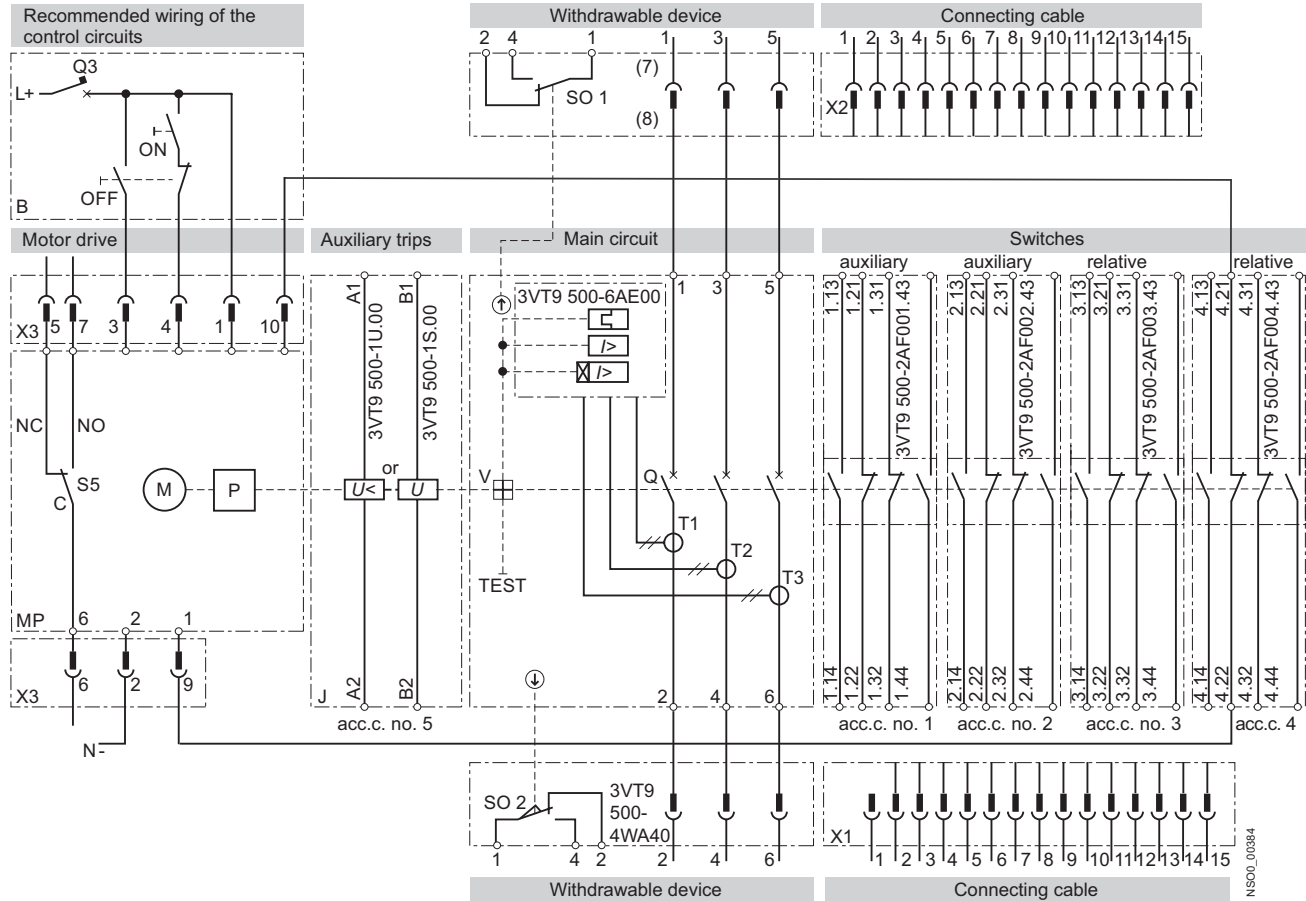 Recommended wiring of the
control circuits
Withdrawable device
Connecting cable
Q3
L+
ON
OFF
B
2 4 1 1 3 5
(7)
SO 1
(8)
1 2 3 4 5 6 7 8 9 10 11 12 13 14 15
X2
Motor drive
Auxiliary trips
Main circuit
Switches
auxiliary auxiliary relative relative
X3 5 7 3 4 1 10
A1
3VT9 500-1U.00
B1
3VT9 500-1S.00
3VT9 500-6AE00
I>
I>
1 3 5
1.13
1.21
1.31
3VT9 500-2AF001.43
2.13
2.21
2.31
3VT9 500-2AF002.43
3.13
3.21
3.31
3VT9 500-2AF003.43
4.13
4.21
4.31
3VT9 500-2AF004.43
NC NO
S5
C
M
P
or
U<
U
V
Q
T1
T2
T3
TEST
MP 6 2 1
X3 6 2 9
N-
J
A2
B2
acc.c. no. 5
2 4 6
1.14
1.22
1.32
1.44
2.14
2.22
2.32
2.44
3.14
3.22
3.32
3.44
4.14
4.22
4.32
4.44
acc.c. no. 1
acc.c. no. 2
acc.c. no. 3
acc.c. 4
SO 2
3VT9
500-
4WA40
1 4 2 2 4 6
X1
1 2 3 4 5 6 7 8 9 10 11 12 13 14 15
Withdrawable device
Connecting cable
NSO0_00384